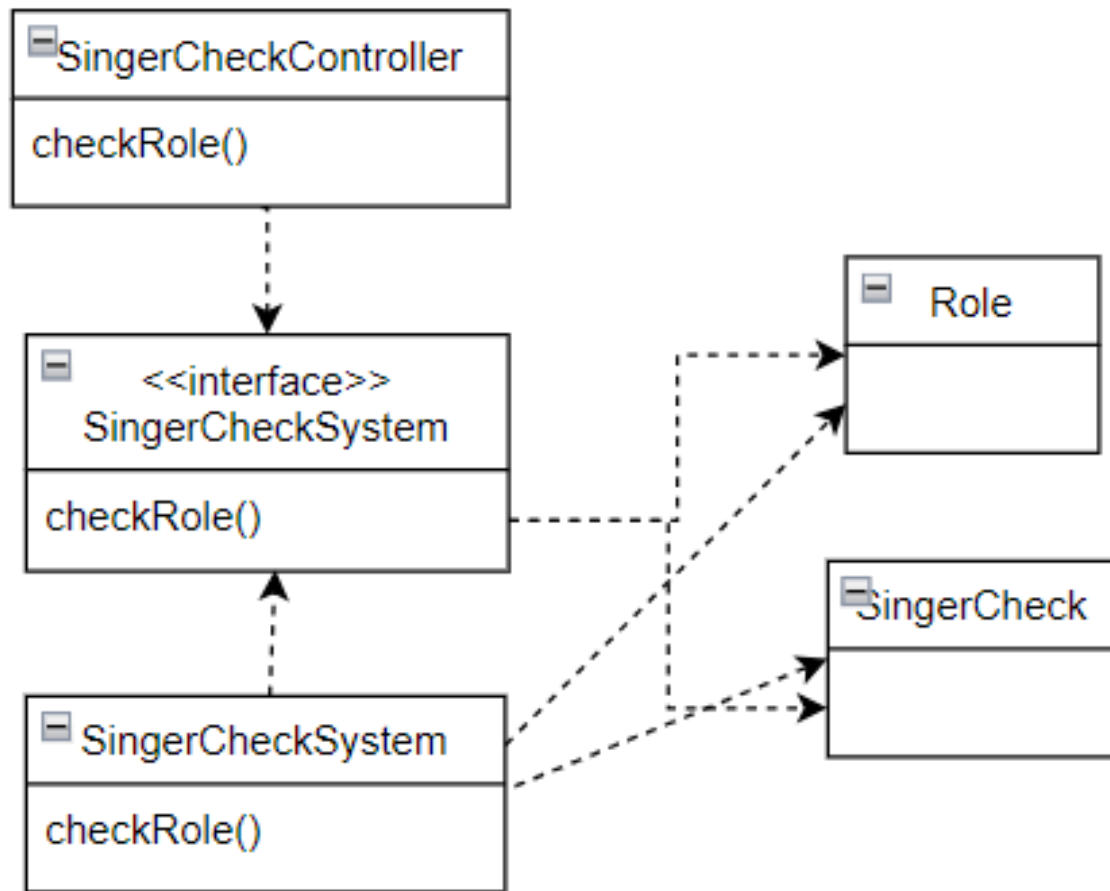 SingerCheckController
checkRole()
<<interface>>
SingerCheckSystem
checkRole()
Role
SingerCheck
SingerCheckSystem
checkRole()